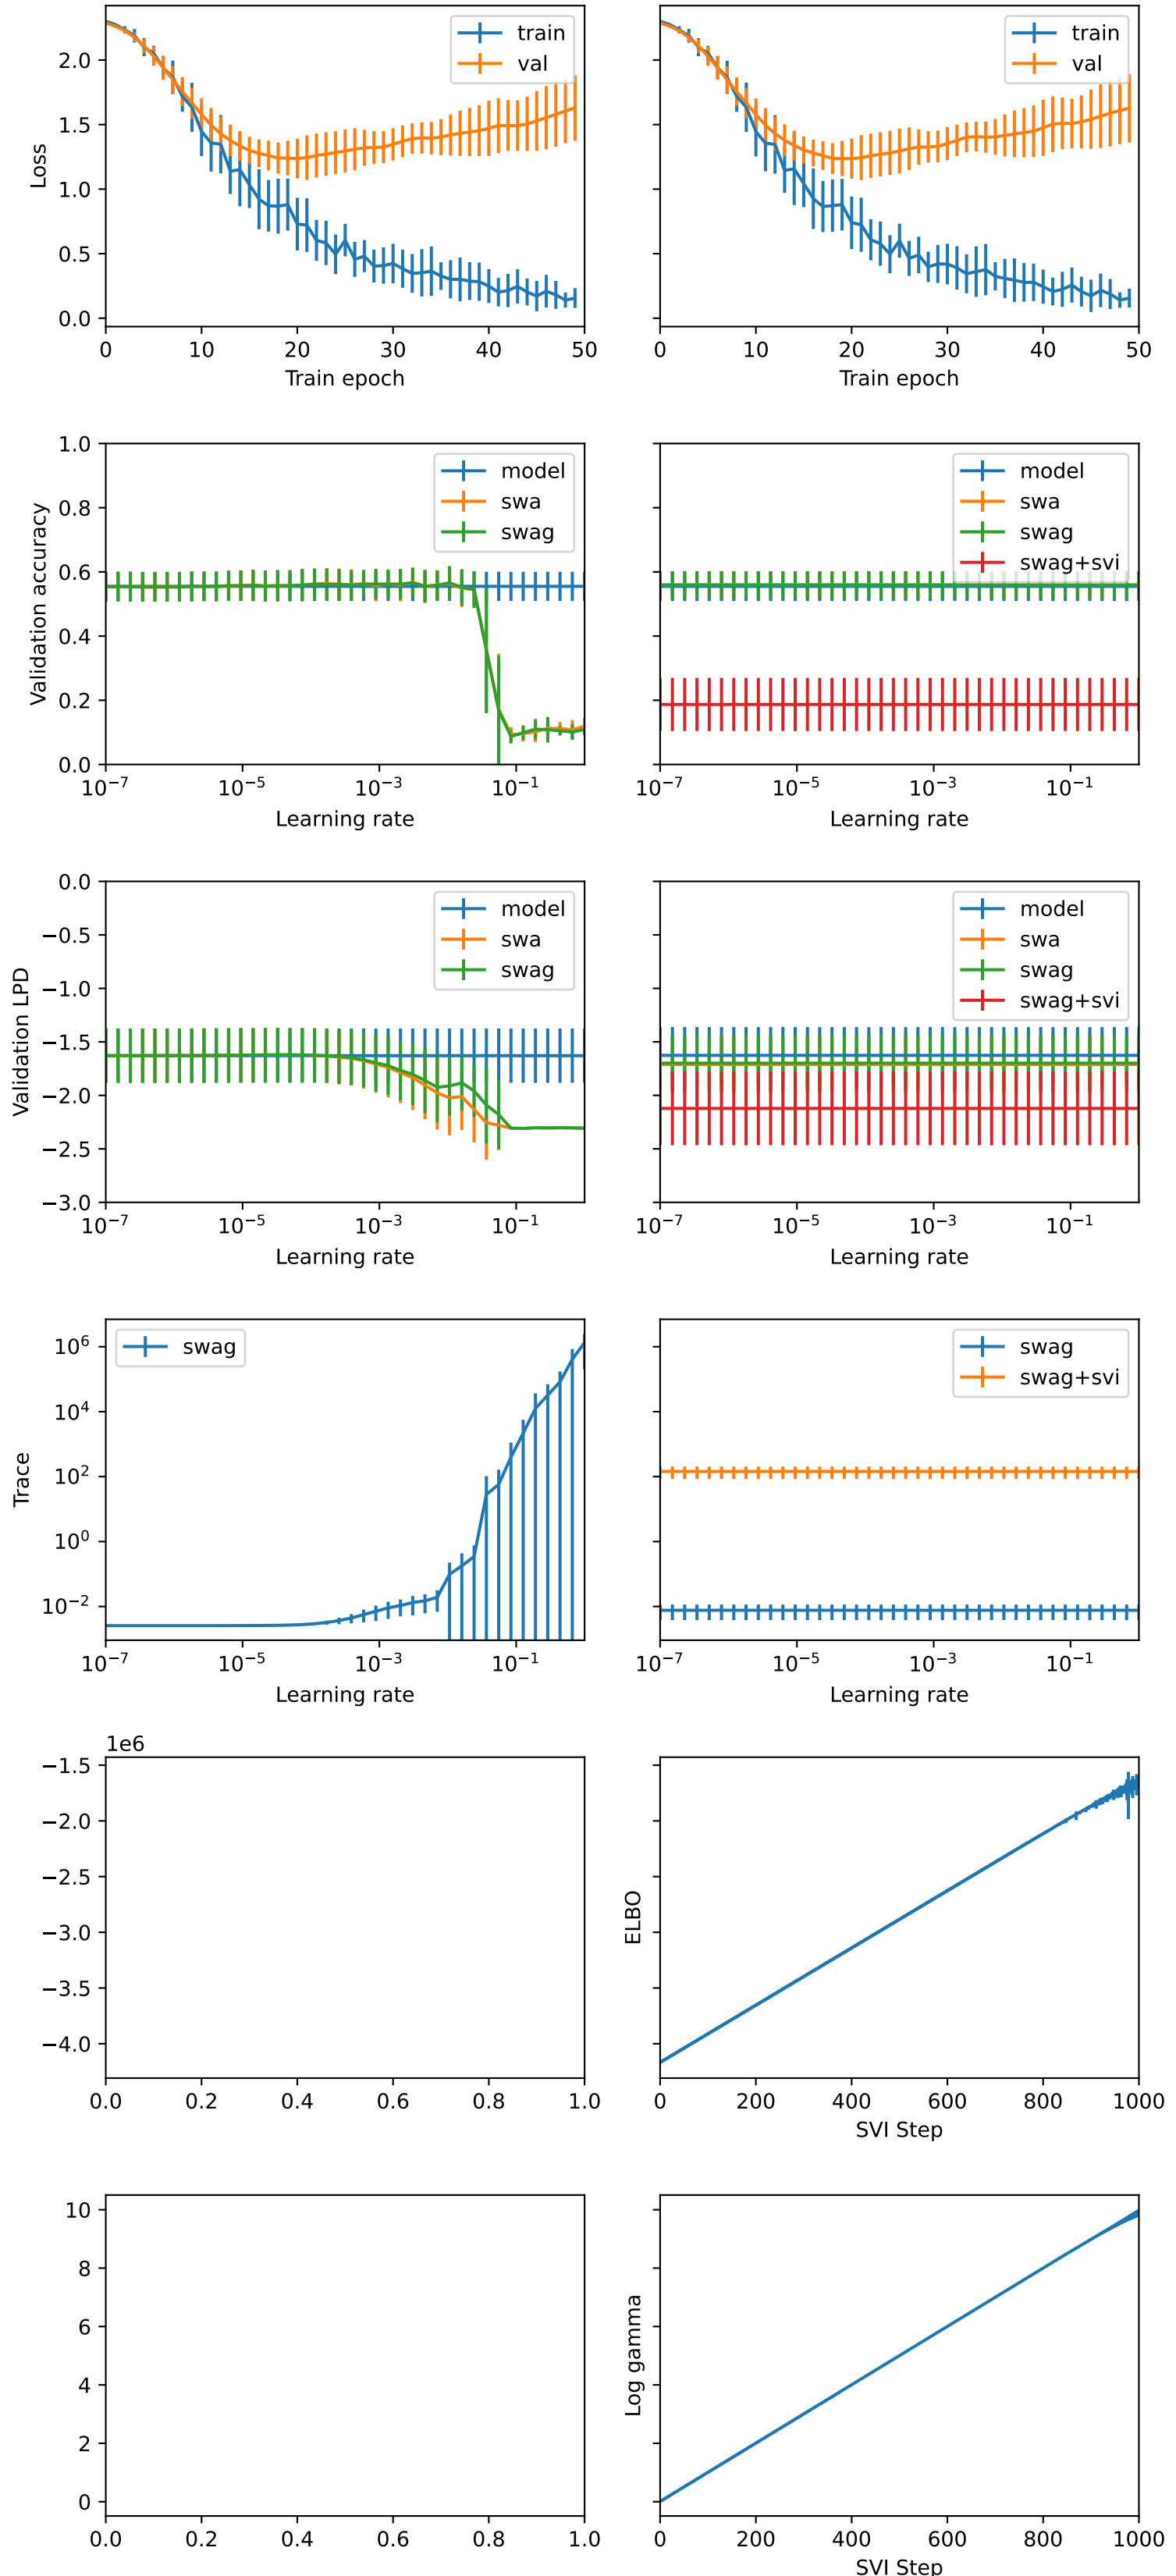 train
val
2.0
1.5
1.0
0.5
0.0
Loss
0 10 20 30 40 50
Train epoch
train
val
0 10 20 30 40 50
Train epoch
1.0
0.8
0.6
0.4
0.2
0.0
Validation accuracy
model
swa
swag
10⁻⁷ 10⁻⁵ 10⁻³ 10⁻¹
Learning rate
model
swa
swag
swag+svi
10⁻⁷ 10⁻⁵ 10⁻³ 10⁻¹
Learning rate
0.0
−0.5
−1.0
−1.5
−2.0
−2.5
−3.0
Validation LPD
model
swa
swag
10⁻⁷ 10⁻⁵ 10⁻³ 10⁻¹
Learning rate
model
swa
swag
swag+svi
10⁻⁷ 10⁻⁵ 10⁻³ 10⁻¹
Learning rate
10⁶
10⁴
10²
10⁰
10⁻²
Trace
swag
10⁻⁷ 10⁻⁵ 10⁻³ 10⁻¹
Learning rate
swag
swag+svi
10⁻⁷ 10⁻⁵ 10⁻³ 10⁻¹
Learning rate
1e6
−1.5
−2.0
−2.5
−3.0
−3.5
−4.0
0.0 0.2 0.4 0.6 0.8 1.0
ELBO
0 200 400 600 800 1000
SVI Step
10
8
6
4
2
0
0.0 0.2 0.4 0.6 0.8 1.0
Log gamma
0 200 400 600 800 1000
SVI Step